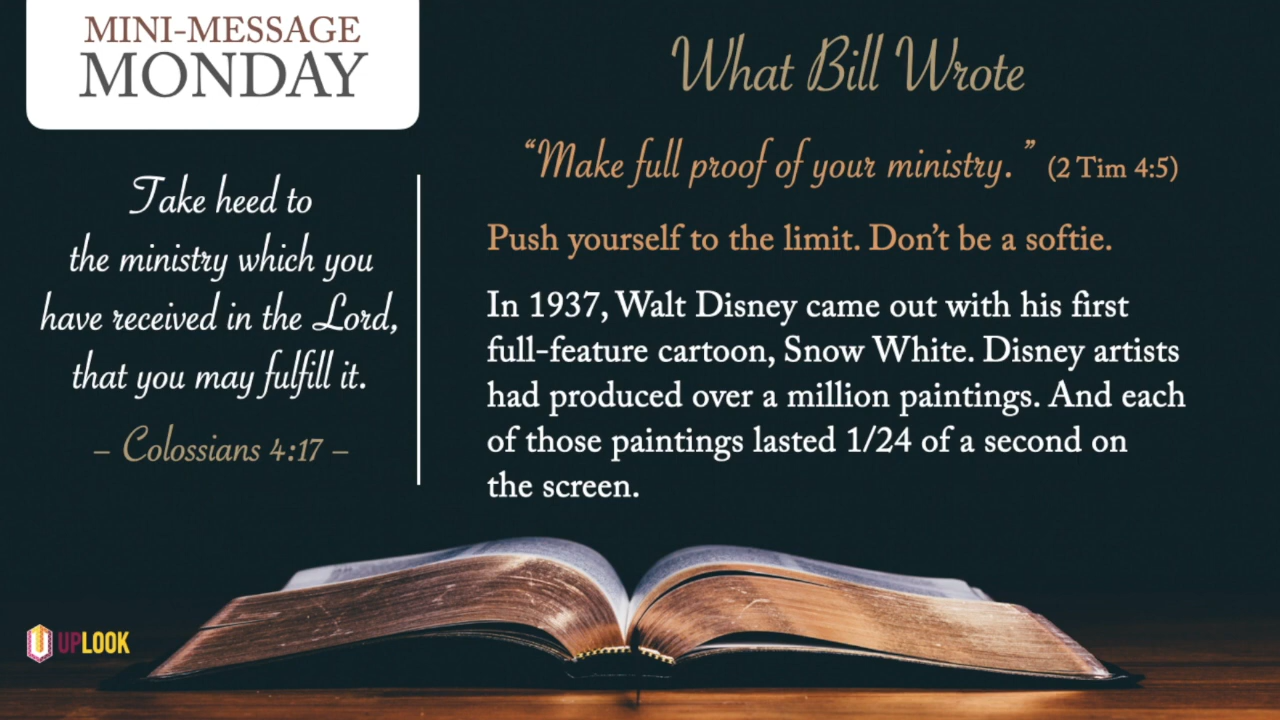 MINI-MESSAGE
MONDAY
Take heed to
the ministry which you
have received in the Lord,
that you may fulfill it.
– Colossians 4:17 –
What Bill Wrote
“Make full proof of your ministry.” (2 Tim 4:5)
Push yourself to the limit. Don’t be a softie.
In 1937, Walt Disney came out with his first
full-feature cartoon, Snow White. Disney artists
had produced over a million paintings. And each
of those paintings lasted 1/24 of a second on
the screen.
UPLOOK